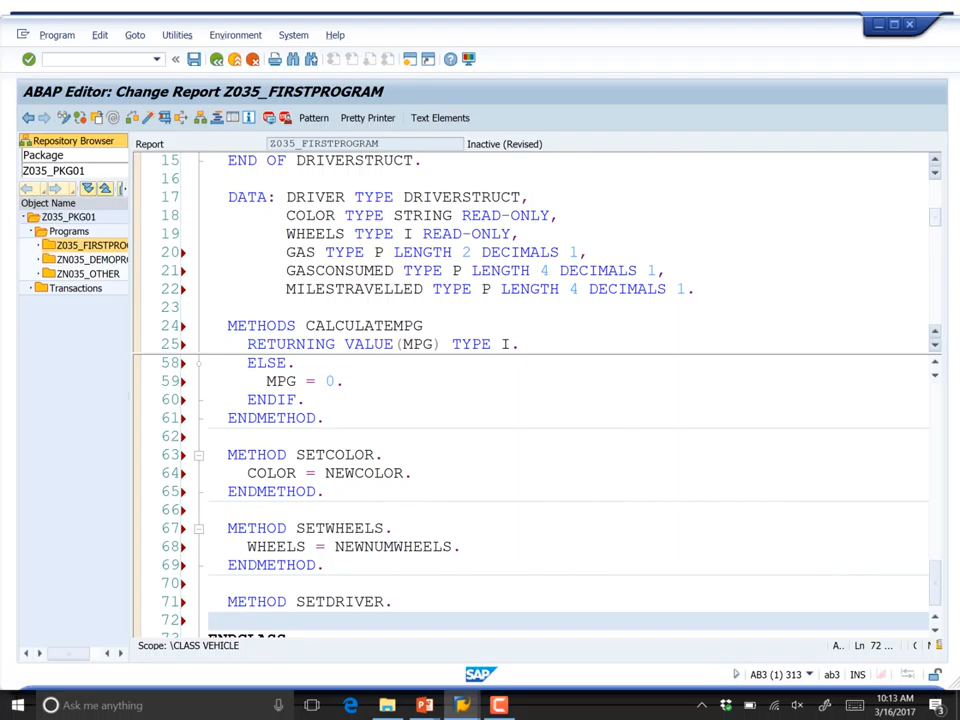 Program Edit Goto Utilities Environment System Help
ABAP Editor: Change Report Z035_FIRSTPROGRAM
Pattern Pretty Printer Text Elements
Repository Browser
Package
Z035_PKG01
Object Name
Z035_PKG01
Programs
Z035_FIRSTPRO
ZN035_DEMOPR
ZN035_OTHER
Transactions
Report Z035_FIRSTPROGRAM Inactive (Revised)
15 END OF DRIVERSTRUCT.
16
17 DATA: DRIVER TYPE DRIVERSTRUCT,
18 COLOR TYPE STRING READ-ONLY,
19 WHEELS TYPE I READ-ONLY,
20 GAS TYPE P LENGTH 2 DECIMALS 1,
21 GASCONSUMED TYPE P LENGTH 4 DECIMALS 1,
22 MILESTRAVELLED TYPE P LENGTH 4 DECIMALS 1.
23
24 METHODS CALCULATEMPG
25 RETURNING VALUE(MPG) TYPE I.
58 ELSE.
59 MPG = 0.
60 ENDIF.
61 ENDMETHOD.
62
63 METHOD SETCOLOR.
64 COLOR = NEWCOLOR.
65 ENDMETHOD.
66
67 METHOD SETWHEELS.
68 WHEELS = NEWNUMWHEELS.
69 ENDMETHOD.
70
71 METHOD SETDRIVER.
72
73 ENDCLASS
Scope: \CLASS VEHICLE A.. Ln 72 ...
SAP AB3 (1) 313 ab3 INS
Ask me anything
10:13 AM
3/16/2017
3